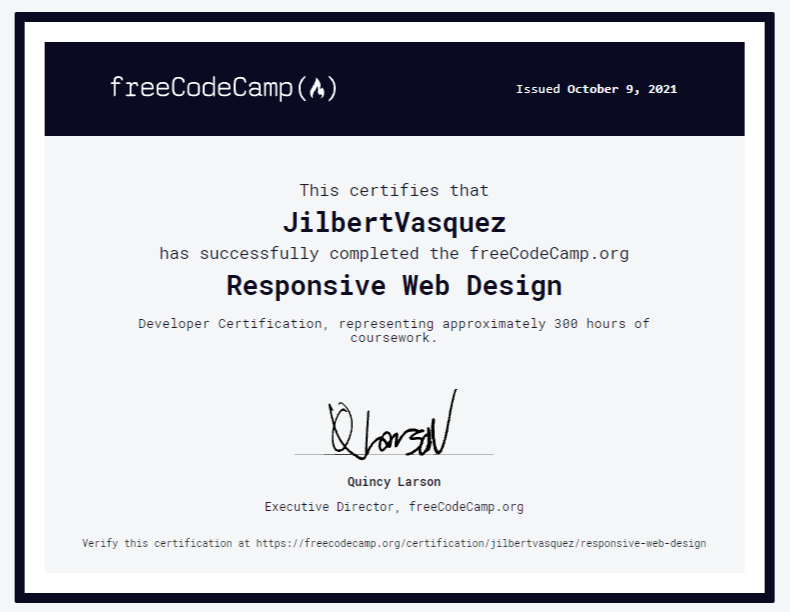 freeCodeCamp
Issued October 9, 2021
This certifies that
JilbertVasquez
has successfully completed the freeCodeCamp.org
Responsive Web Design
Developer Certification, representing approximately 300 hours of
coursework.
Q Larson
Quincy Larson
Executive Director, freeCodeCamp.org
Verify this certification at https://freecodecamp.org/certification/jilbertvasquez/responsive-web-design